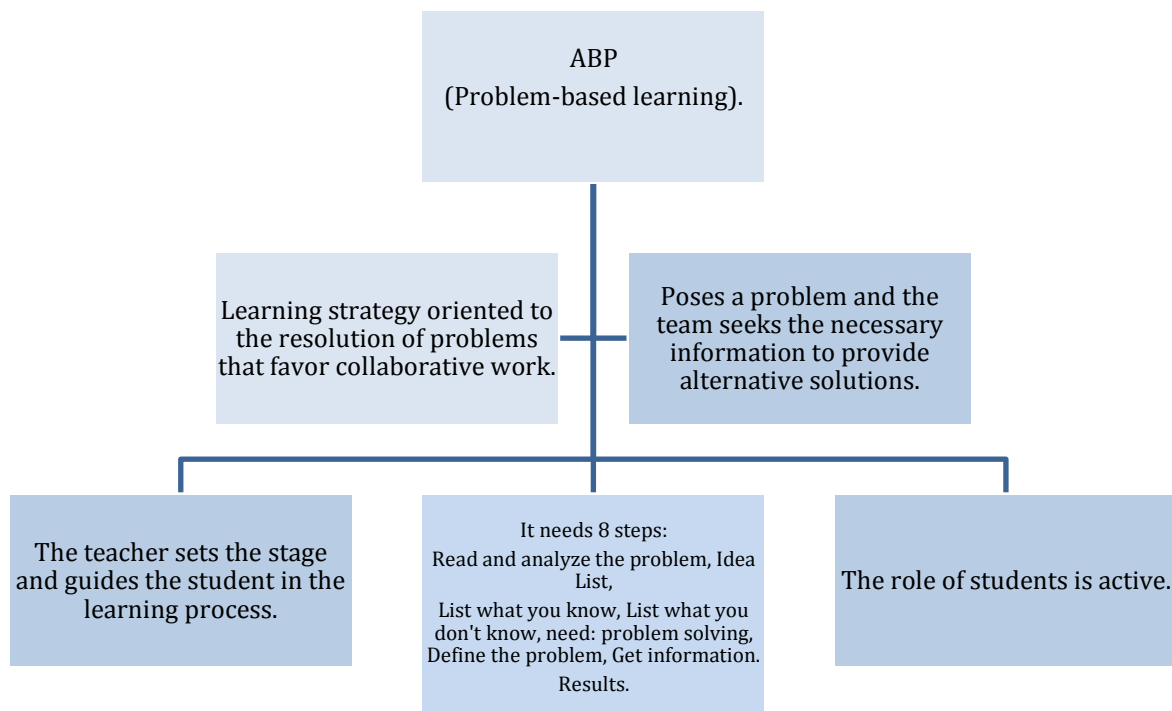 ABP
(Problem-based learning).
Learning strategy oriented to
the resolution of problems
that favor collaborative work.
Poses a problem and the
team seeks the necessary
information to provide
alternative solutions.
The teacher sets the stage
and guides the student in the
learning process.
It needs 8 steps:
Read and analyze the problem, Idea
List,
List what you know, List what you
don't know, need: problem solving,
Define the problem, Get information.
Results.
The role of students is active.